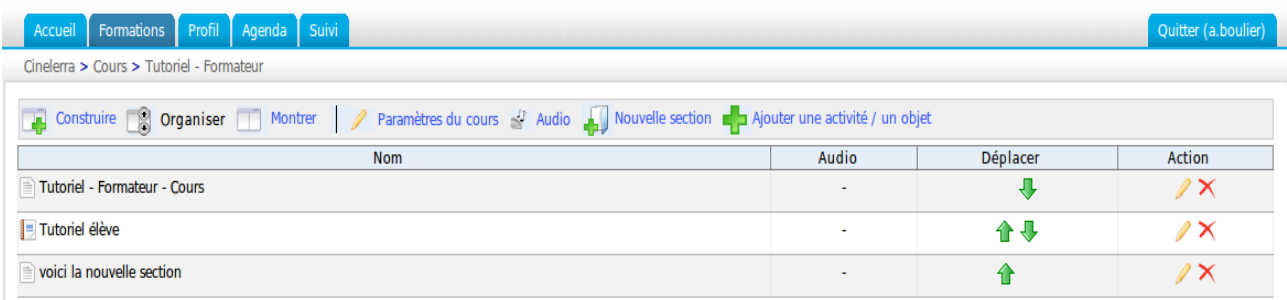 Accueil Formations Profil Agenda Suivi Quitter (a.boulier)
Cinelerra > Cours > Tutoriel - Formateur
Construire Organiser Montrer Paramètres du cours Audio Nouvelle section Ajouter une activité / un objet
Nom Audio Déplacer Action
Tutoriel - Formateur - Cours -
Tutoriel élève -
voici la nouvelle section -